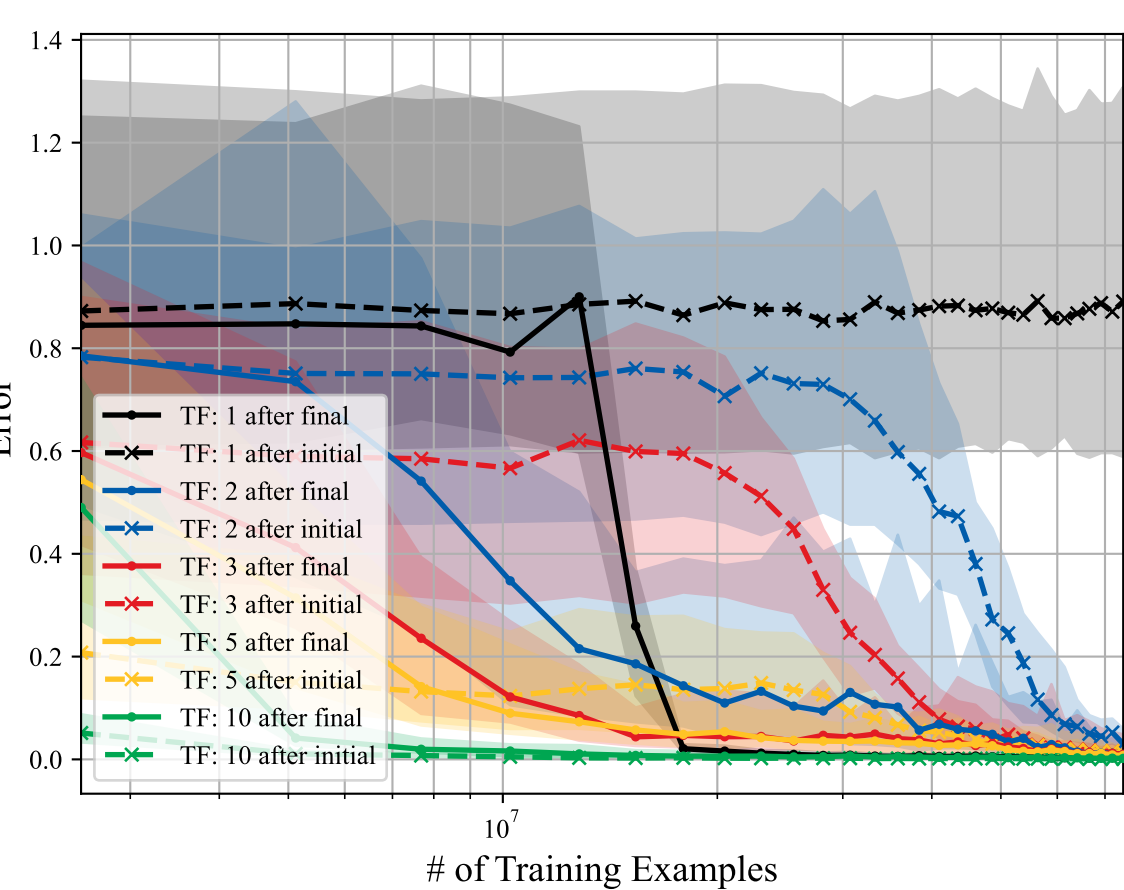 1.4
1.2
1.0
0.8
0.6
0.4
0.2
0.0
Error
TF: 1 after final
TF: 1 after initial
TF: 2 after final
TF: 2 after initial
TF: 3 after final
TF: 3 after initial
TF: 5 after final
TF: 5 after initial
TF: 10 after final
TF: 10 after initial
10^7
# of Training Examples